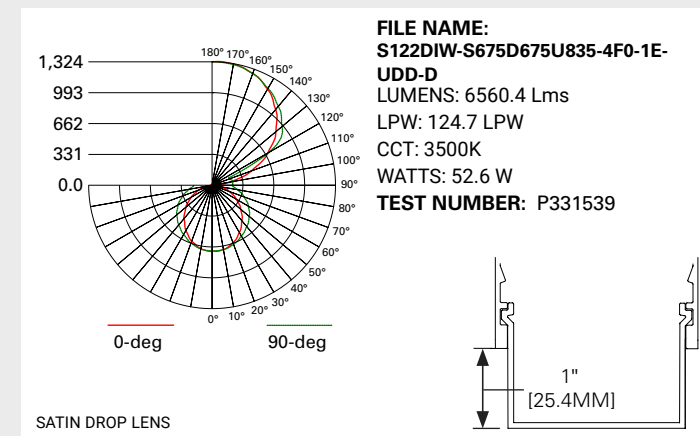 FILE NAME:
S122DIW-S675D675U835-4F0-1E-
UDD-D
LUMENS: 6560.4 Lms
LPW: 124.7 LPW
CCT: 3500K
WATTS: 52.6 W
TEST NUMBER: P331539
1,324
993
662
331
0.0
180°
170°
160°
150°
140°
130°
120°
110°
100°
90°
80°
70°
60°
50°
40°
30°
20°
10°
0°
0-deg
90-deg
1"
[25.4MM]
SATIN DROP LENS